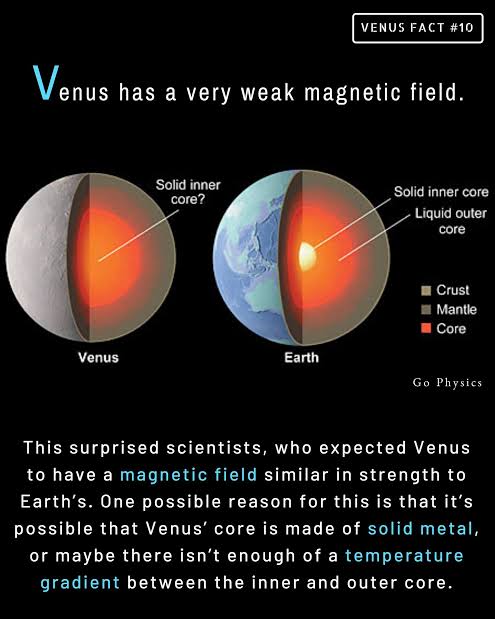 VENUS FACT #10
Venus has a very weak magnetic field.
Solid inner
core?
Solid inner core
Liquid outer
core
Crust
Mantle
Core
Venus
Earth
Go Physics
This surprised scientists, who expected Venus
to have a magnetic field similar in strength to
Earth's. One possible reason for this is that it's
possible that Venus' core is made of solid metal,
or maybe there isn't enough of a temperature
gradient between the inner and outer core.